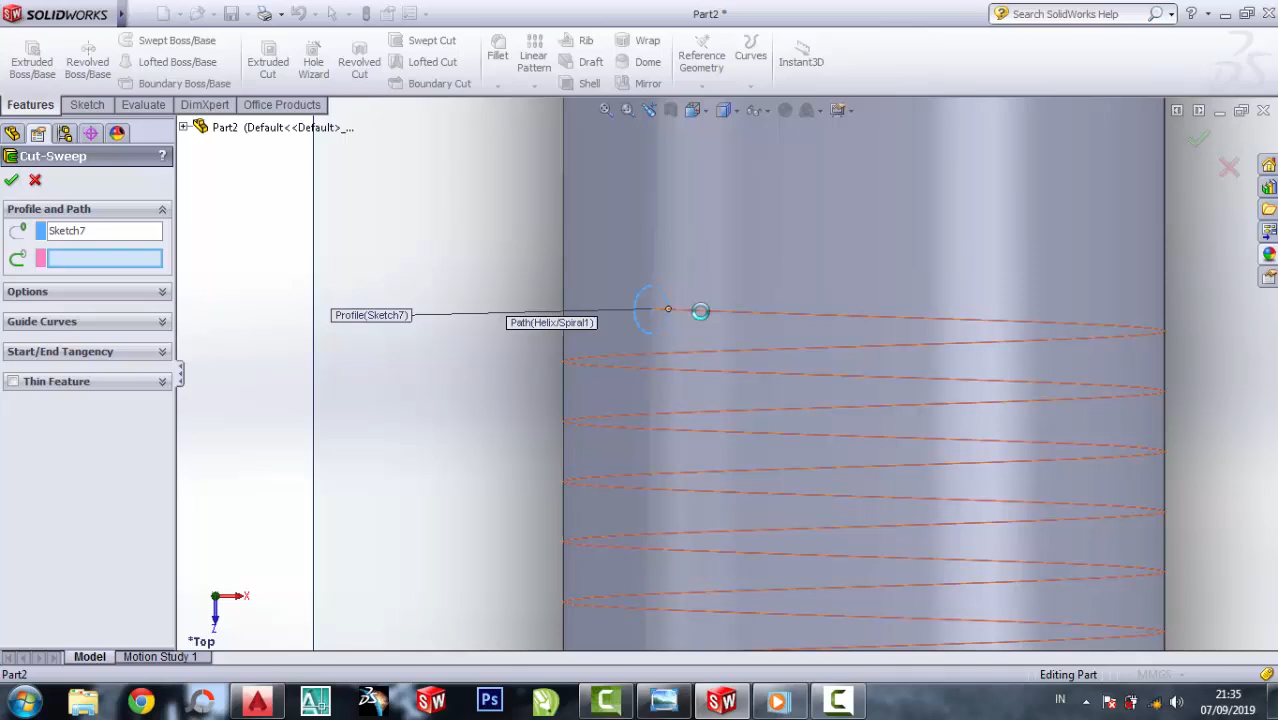 SOLIDWORKS
Part2 *
Search SolidWorks Help
Extruded Boss/Base
Revolved Boss/Base
Swept Boss/Base
Lofted Boss/Base
Boundary Boss/Base
Extruded Cut
Hole Wizard
Revolved Cut
Swept Cut
Lofted Cut
Boundary Cut
Fillet
Linear Pattern
Rib
Draft
Shell
Wrap
Dome
Mirror
Reference Geometry
Curves
Instant3D
Features
Sketch
Evaluate
DimXpert
Office Products
Part2 (Default<<Default>_...
Cut-Sweep
?
Profile and Path
Sketch7
Options
Guide Curves
Start/End Tangency
Thin Feature
Profile(Sketch7)
Path(Helix/Spiral1)
X
Z
*Top
Model
Motion Study 1
Part2
Editing Part
MMGS
IN
21:35
07/09/2019